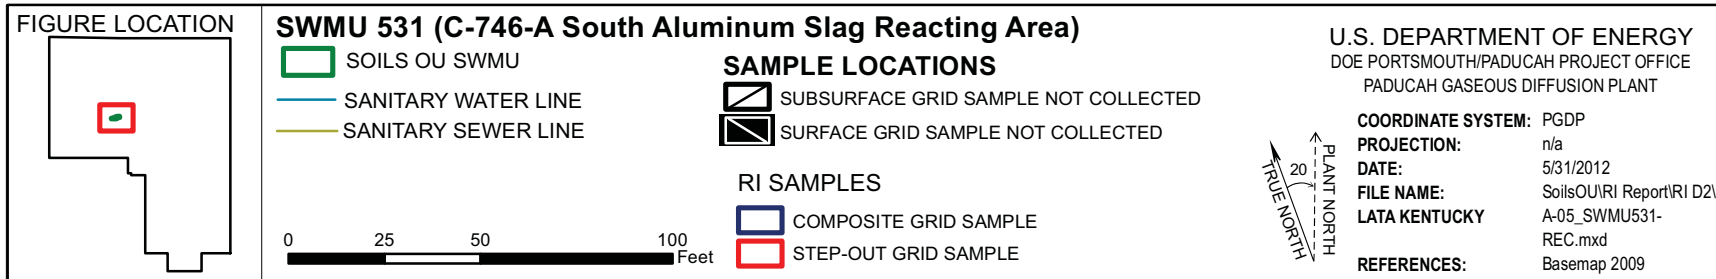 FIGURE LOCATION
SWMU 531 (C-746-A South Aluminum Slag Reacting Area)
SOILS OU SWMU
SANITARY WATER LINE
SANITARY SEWER LINE
0 25 50 100
Feet
SAMPLE LOCATIONS
SUBSURFACE GRID SAMPLE NOT COLLECTED
SURFACE GRID SAMPLE NOT COLLECTED
RI SAMPLES
COMPOSITE GRID SAMPLE
STEP-OUT GRID SAMPLE
TRUE NORTH
20
PLANT NORTH
U.S. DEPARTMENT OF ENERGY
DOE PORTSMOUTH/PADUCAH PROJECT OFFICE
PADUCAH GASEOUS DIFFUSION PLANT
COORDINATE SYSTEM: PGDP
PROJECTION: n/a
DATE: 5/31/2012
FILE NAME: SoilsOU\RI Report\RI D2\
LATA KENTUCKY A-05_SWMU531-
REC.mxd
REFERENCES: Basemap 2009